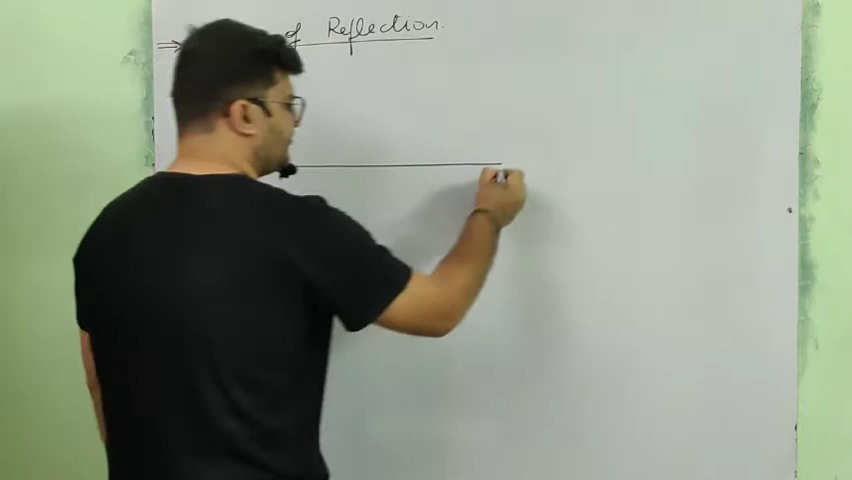 ⇒ of Reflection.